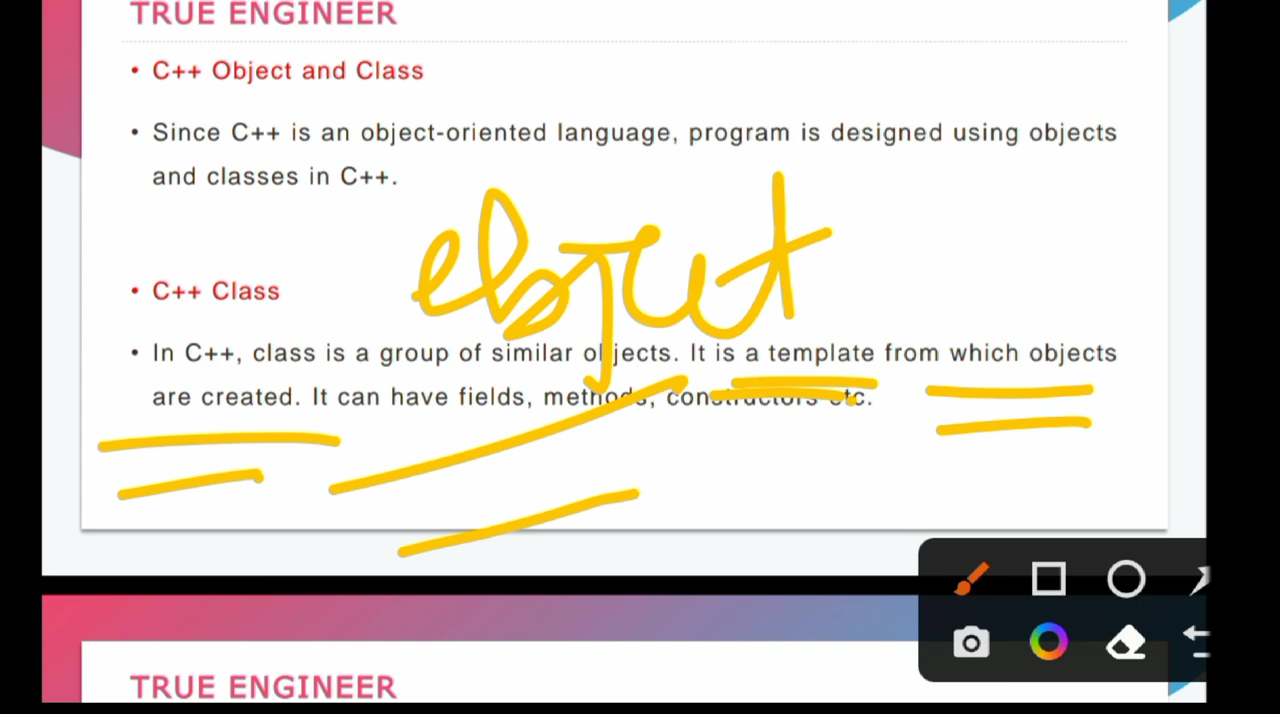 TRUE ENGINEER
• C++ Object and Class
• Since C++ is an object-oriented language, program is designed using objects
and classes in C++.
object
• C++ Class
• In C++, class is a group of similar objects. It is a template from which objects
are created. It can have fields, methods, constructors etc.
TRUE ENGINEER